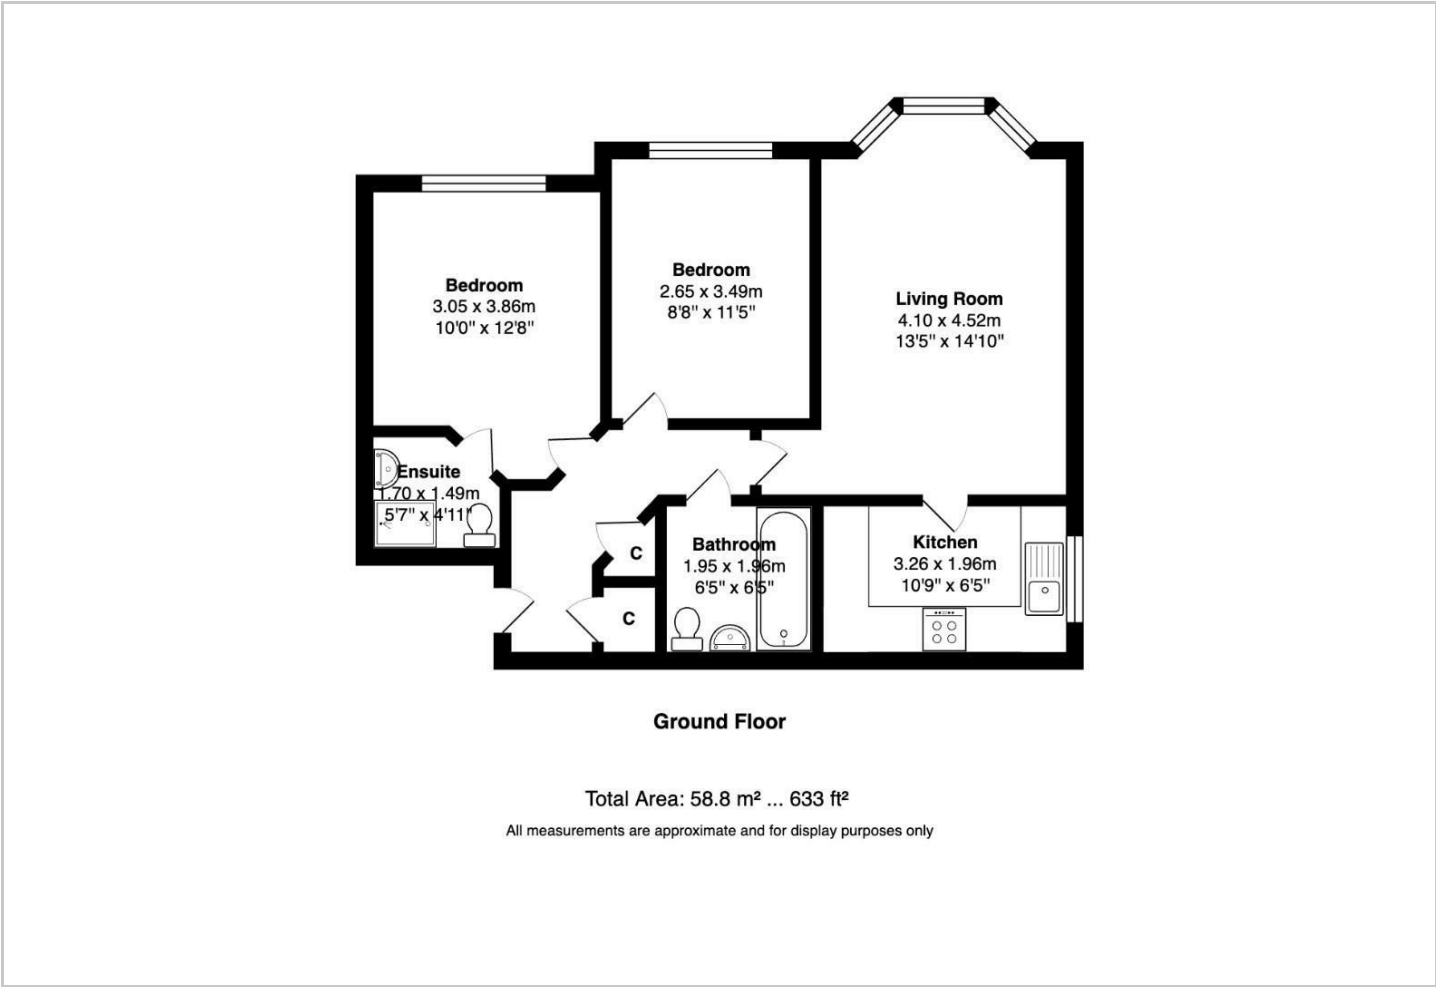 Bedroom
3.05 x 3.86m
10'0" x 12'8"
Bedroom
2.65 x 3.49m
8'8" x 11'5"
Living Room
4.10 x 4.52m
13'5" x 14'10"
Ensuite
1.70 x 1.49m
5'7" x 4'11"
C
C
Bathroom
1.95 x 1.96m
6'5" x 6'5"
Kitchen
3.26 x 1.96m
10'9" x 6'5"
Ground Floor
Total Area: 58.8 m² ... 633 ft²
All measurements are approximate and for display purposes only